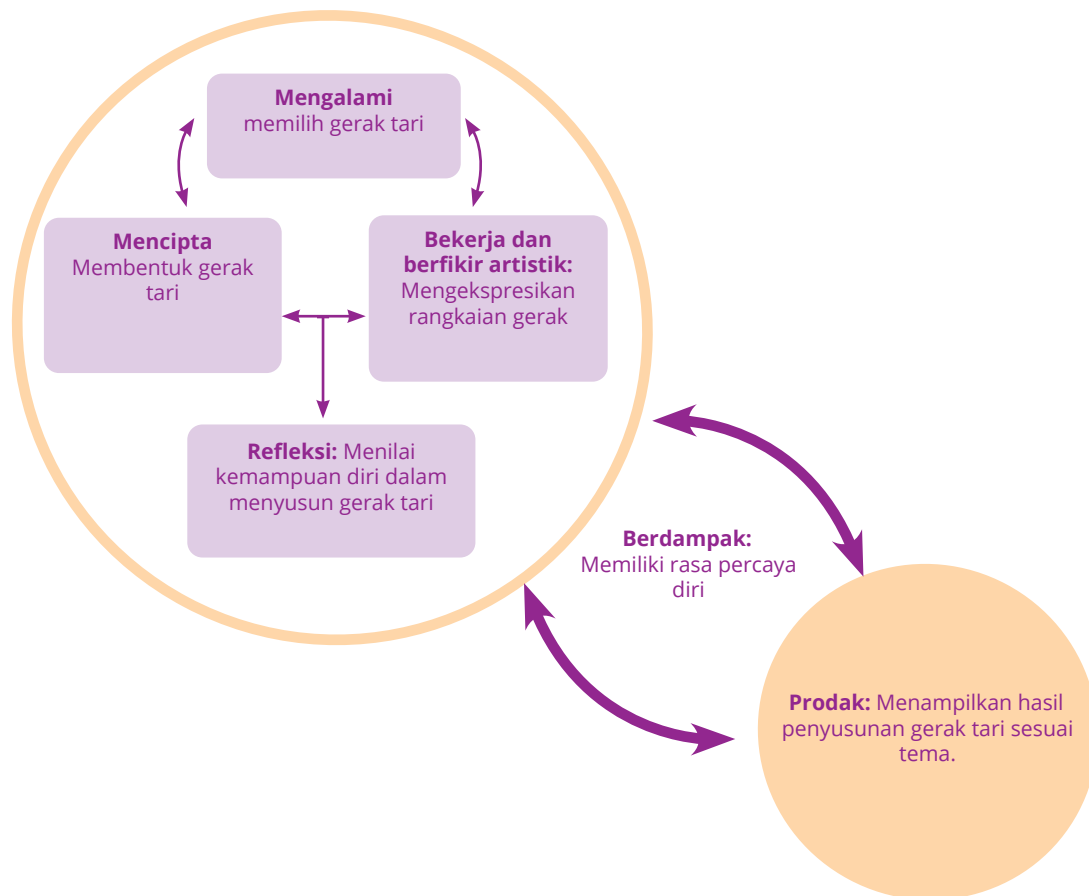 Mengalami
memilih gerak tari
Mencipta
Membentuk gerak
tari
Bekerja dan
berfikir artistik:
Mengekspresikan
rangkaian gerak
Refleksi: Menilai
kemampuan diri dalam
menyusun gerak tari
Berdampak:
Memiliki rasa percaya
diri
Prodak: Menampilkan hasil
penyusunan gerak tari sesuai
tema.